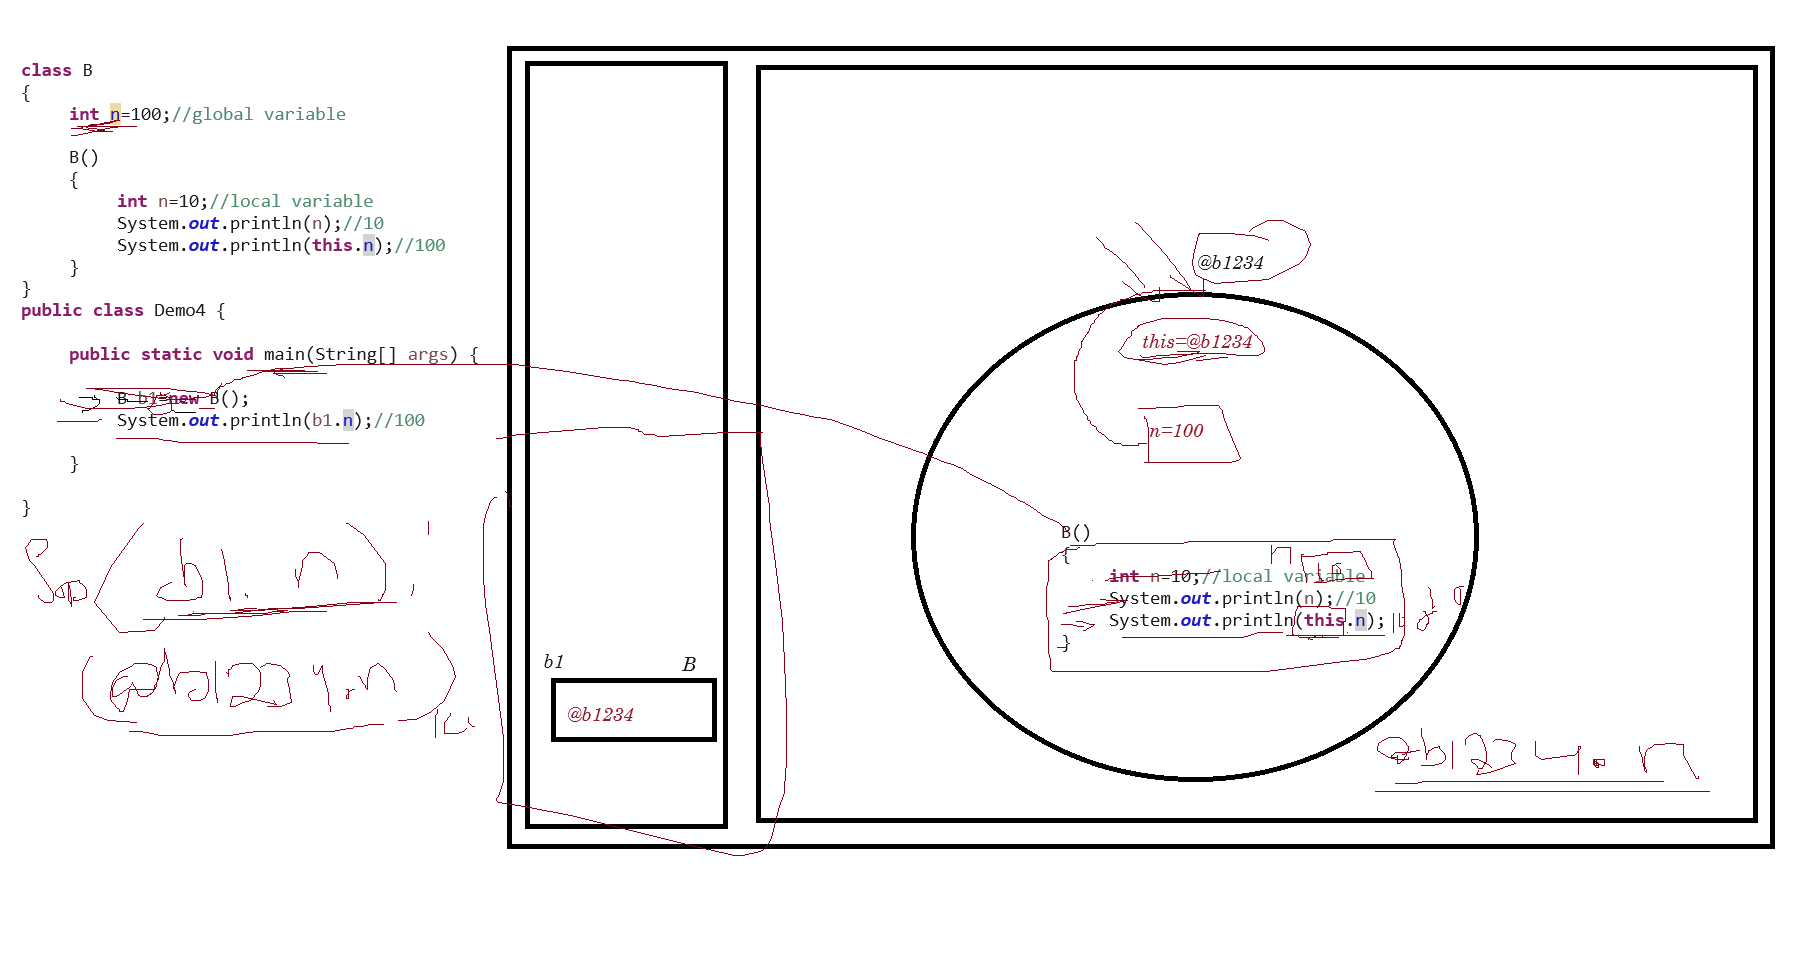 class B
{
int n=100;//global variable
B()
{
int n=10;//local variable
System.out.println(n);//10
System.out.println(this.n);//100
}
}
public class Demo4 {
public static void main(String[] args) {
B b1=new B();
System.out.println(b1.n);//100
}
}
Sop(b1.n);
(@b1234.n)
b1 B
@b1234
@b1234
this=@b1234
n=100
B()
{
n 10
int n=10;//local variable
System.out.println(n);//10
System.out.println(this.n);
}
@b1234.n